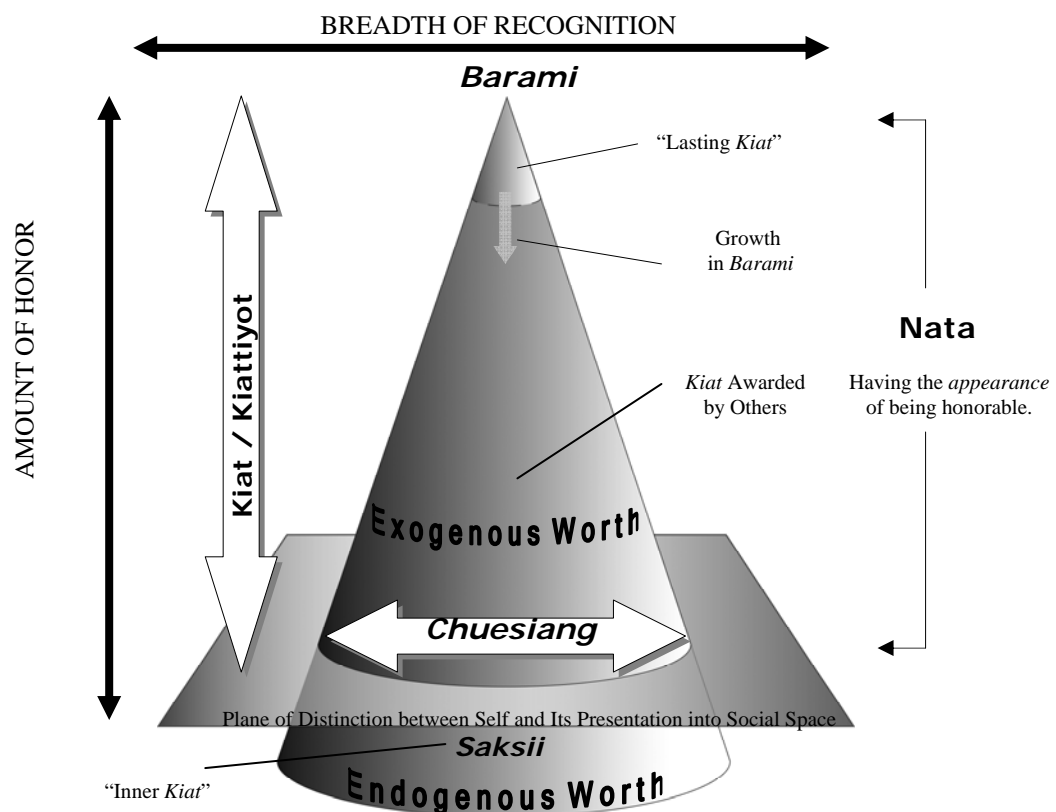 BREADTH OF RECOGNITION
Barami
"Lasting Kiat"
Growth
in Barami
AMOUNT OF HONOR
Kiat / Kiattiyot
Nata
Kiat Awarded
by Others
Having the appearance
of being honorable.
Exogenous Worth
Chuesiang
Plane of Distinction between Self and Its Presentation into Social Space
Saksii
"Inner Kiat"
Endogenous Worth